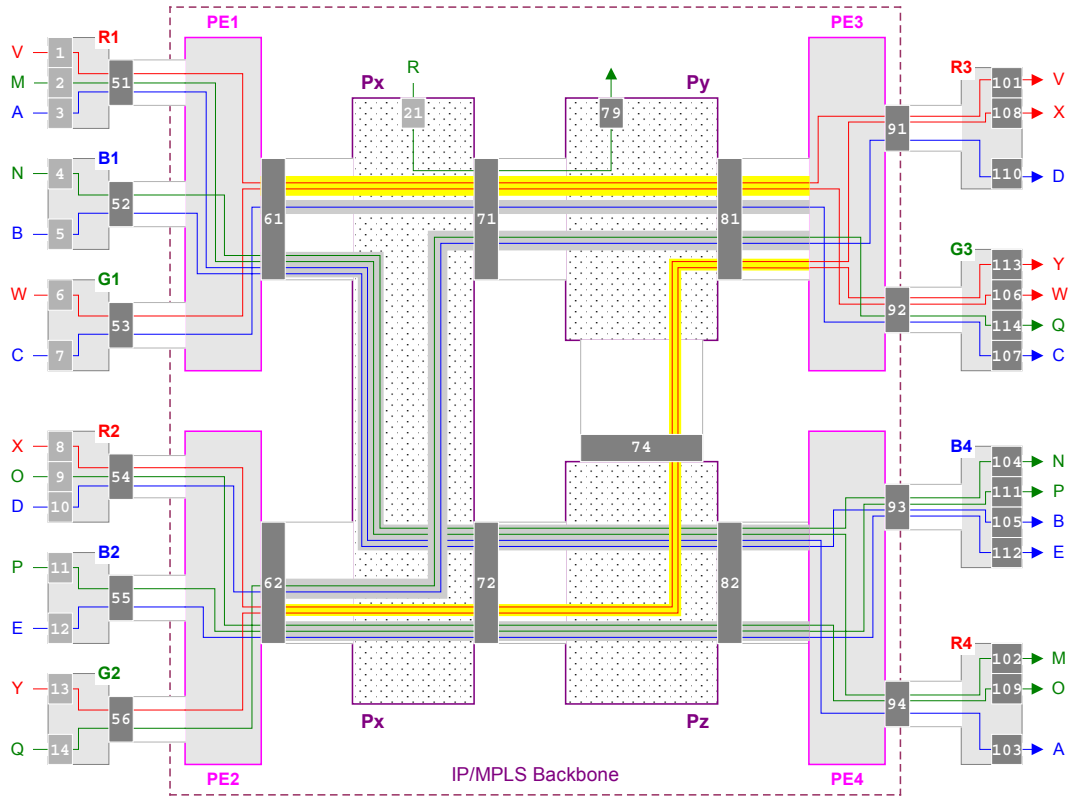 PE1 PE3
R1
V 1
M 2 51
A 3
Px R Py
21 79
R3
101 V
91 108 X
110 D
B1
N 4
52
B 5
61 71 81
G1
W 6
53
C 7
G3
113 Y
92 106 W
114 Q
107 C
74
R2
X 8
O 9 54
D 10
B4
104 N
93 111 P
105 B
112 E
B2
P 11
55
E 12
62 72 82
G2
Y 13
56
Q 14
R4
102 M
94 109 O
103 A
Px Pz
PE2 IP/MPLS Backbone PE4